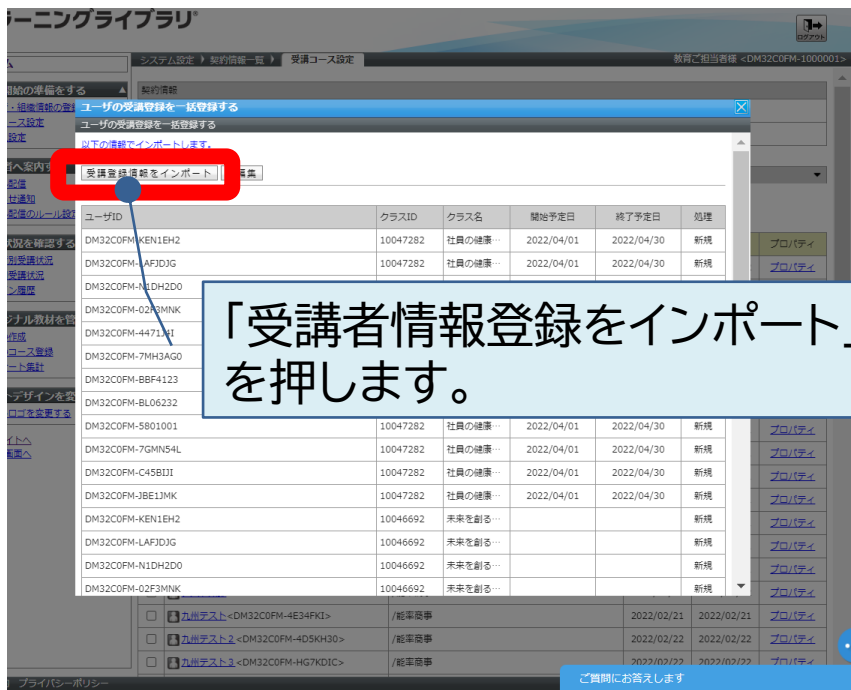 ーニングライブラリ®
ログアウト
システム設定 》 契約情報一覧 》 受講コース設定
教育ご担当者様 <DM32C0FM-1000001>
開始の準備をする ▲
契約情報
・組織情報の登
ース設定
設定
ユーザの受講登録を一括登録する
ユーザの受講登録を一括登録する
以下の情報でインポートします。
受講登録情報をインポート
編集
へ案内す
配信
せ通知
配信のルール設定
状況を確認する
別受講状況
受講状況
ン履歴
ジナル教材を管
作成
コース登録
ート集計
トデザインを変
ロゴを変更する
イトへ
画面へ
ユーザID クラスID クラス名 開始予定日 終了予定日 処理
DM32C0FM-KEN1EH2 10047282 社員の健康… 2022/04/01 2022/04/30 新規 プロパティ
DM32C0FM-LAFJDJG 10047282 社員の健康… 2022/04/01 2022/04/30 新規 プロパティ
DM32C0FM-N1DH2D0
DM32C0FM-02F3MNK
DM32C0FM-4471J4I
DM32C0FM-7MH3AG0
DM32C0FM-BBF4123
DM32C0FM-BL06232
「受講者情報登録をインポート」
を押します。
DM32C0FM-5801001 10047282 社員の健康… 2022/04/01 2022/04/30 新規 プロパティ
DM32C0FM-7GMN54L 10047282 社員の健康… 2022/04/01 2022/04/30 新規 プロパティ
DM32C0FM-C45BIJI 10047282 社員の健康… 2022/04/01 2022/04/30 新規 プロパティ
DM32C0FM-JBE1JMK 10047282 社員の健康… 2022/04/01 2022/04/30 新規 プロパティ
DM32C0FM-KEN1EH2 10046692 未来を創る… 新規 プロパティ
DM32C0FM-LAFJDJG 10046692 未来を創る… 新規 プロパティ
DM32C0FM-N1DH2D0 10046692 未来を創る… 新規 プロパティ
DM32C0FM-02F3MNK 10046692 未来を創る… 新規 プロパティ
九州テスト<DM32C0FM-4E34FKI> /能率商事 2022/02/21 2022/02/21 プロパティ
九州テスト2<DM32C0FM-4D5KH30> /能率商事 2022/02/22 2022/02/22 プロパティ
九州テスト3<DM32C0FM-HG7KDIC> /能率商事 2022/02/22 2022/02/22 プロパティ
プライバシーポリシー
ご質問にお答えします